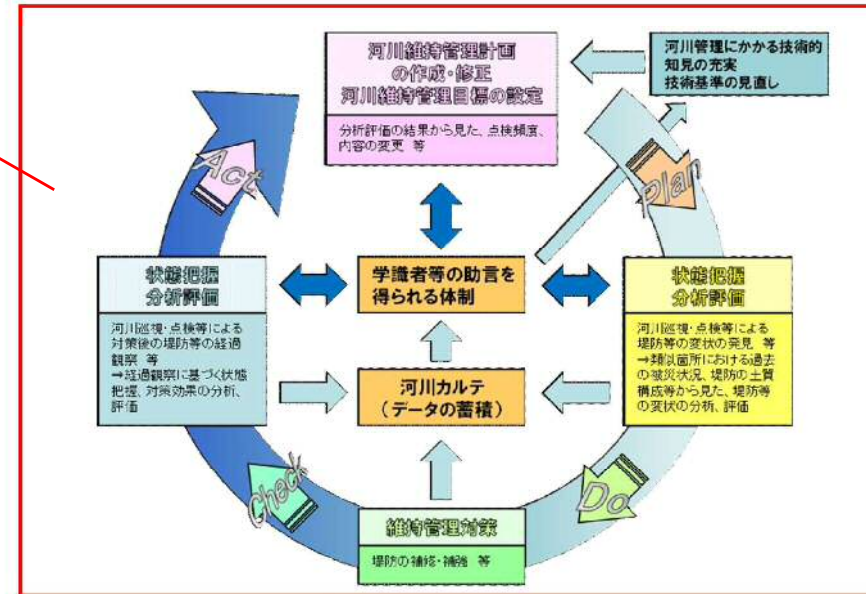 河川維持管理計画
の作成・修正
河川維持管理目標の設定
分析評価の結果から見た、点検頻度、
内容の変更 等
河川管理にかかる技術的
知見の充実
技術基準の見直し
Act
Plan
状態把握
分析評価
河川巡視・点検等による
対策後の堤防等の経過
観察 等
→経過観察に基づく状態
把握、対策効果の分析、
評価
学識者等の助言を
得られる体制
状態把握
分析評価
河川巡視・点検等による
堤防等の変状の発見 等
→類似箇所における過去
の被災状況、堤防の土質
構成等から見た、堤防等
の変状の分析、評価
河川カルテ
（データの蓄積）
Check
Do
維持管理対策
堤防の補修・補強 等